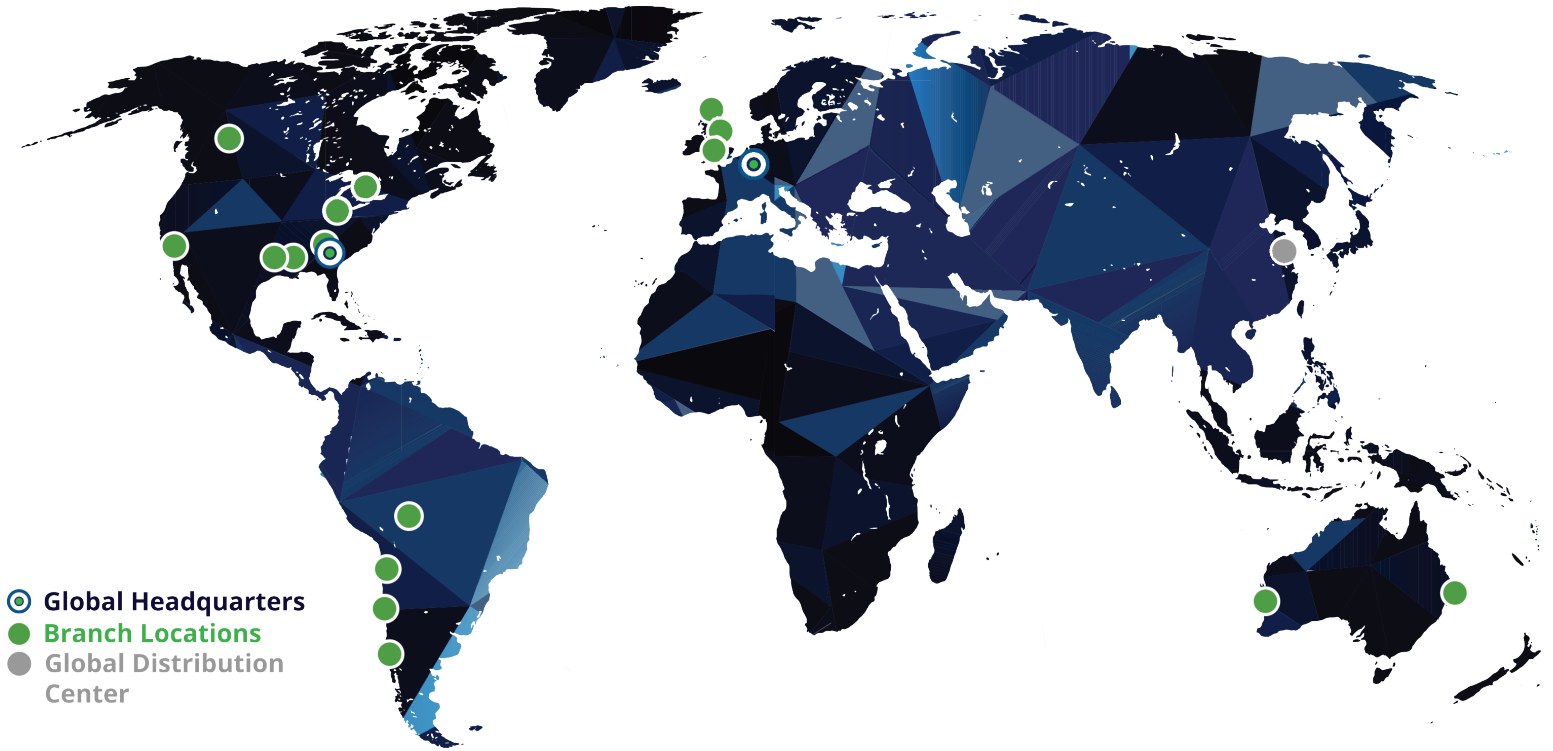 Global Headquarters
Branch Locations
Global Distribution
Center